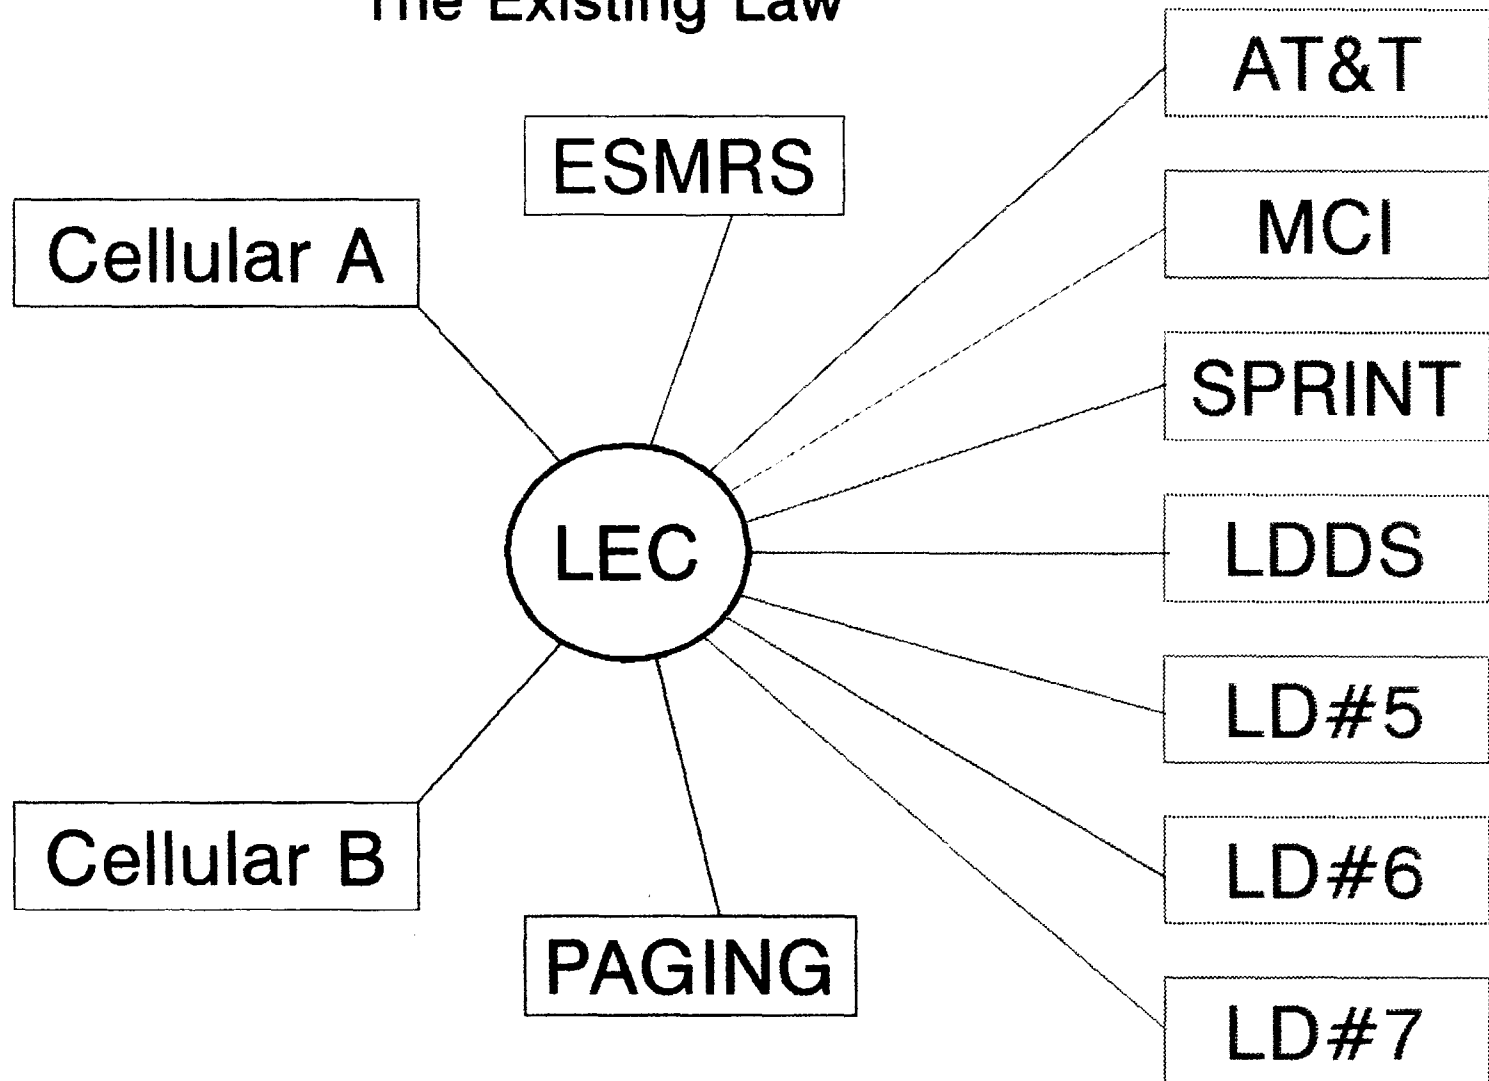 The Existing Law
AT&T
ESMRS
MCI
Cellular A
SPRINT
LEC
LDDS
LD#5
Cellular B
LD#6
PAGING
LD#7